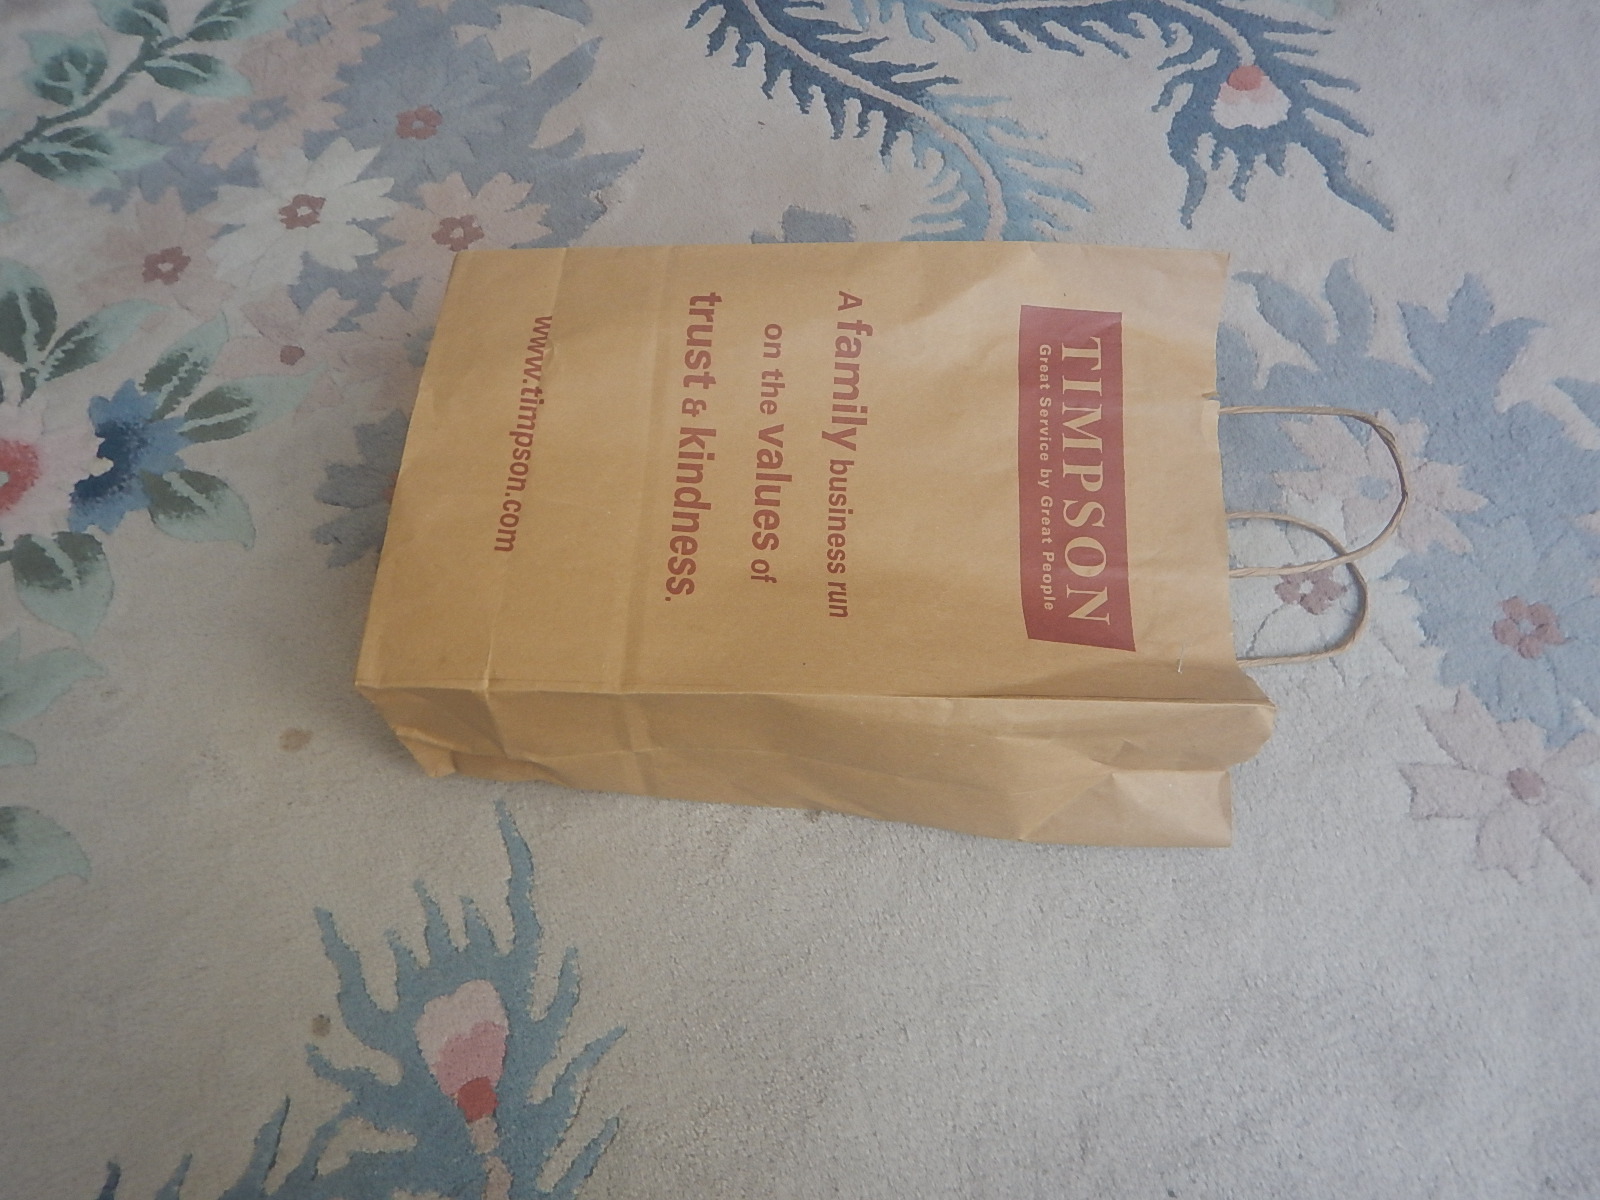 TIMPSON
Great Service by Great People
A family business run
on the values of
trust & kindness.
www.timpson.com